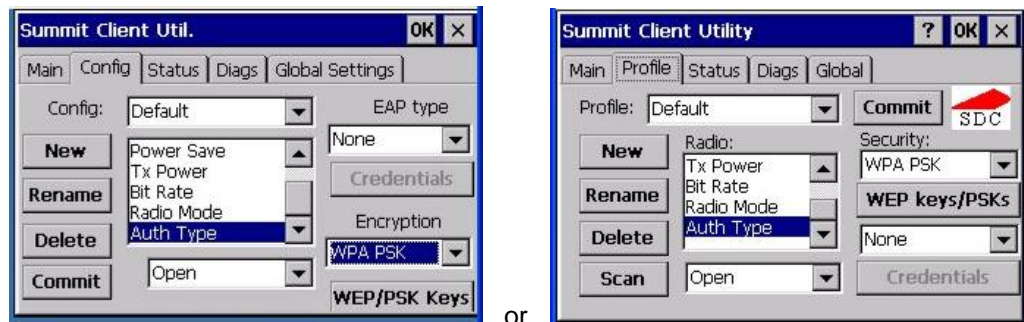 Summit Client Util. OK ×
Main Config Status Diags Global Settings
Config: Default EAP type
None
New Power Save
Tx Power Credentials
Rename Bit Rate
Radio Mode Encryption
Delete Auth Type
WPA PSK
Commit Open
WEP/PSK Keys
or
Summit Client Utility ? OK ×
Main Profile Status Diags Global
Profile: Default Commit SDC
Radio: Security:
New Tx Power WPA PSK
Bit Rate
Rename Radio Mode WEP keys/PSKs
Delete Auth Type None
Scan Open Credentials